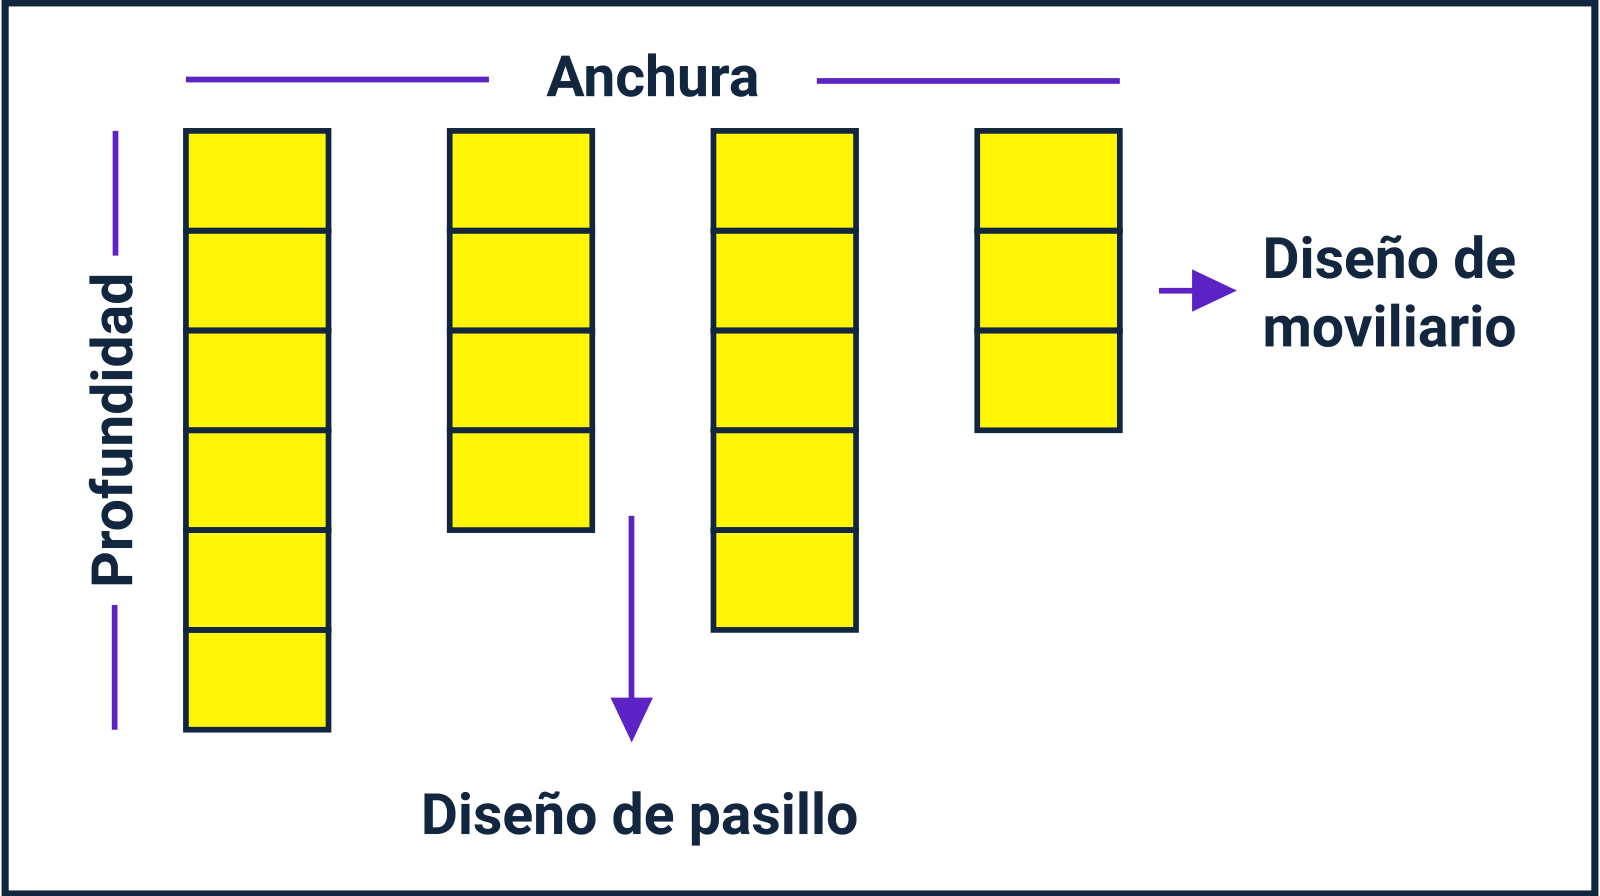 Anchura
Profundidad
Diseño de
moviliario
Diseño de pasillo